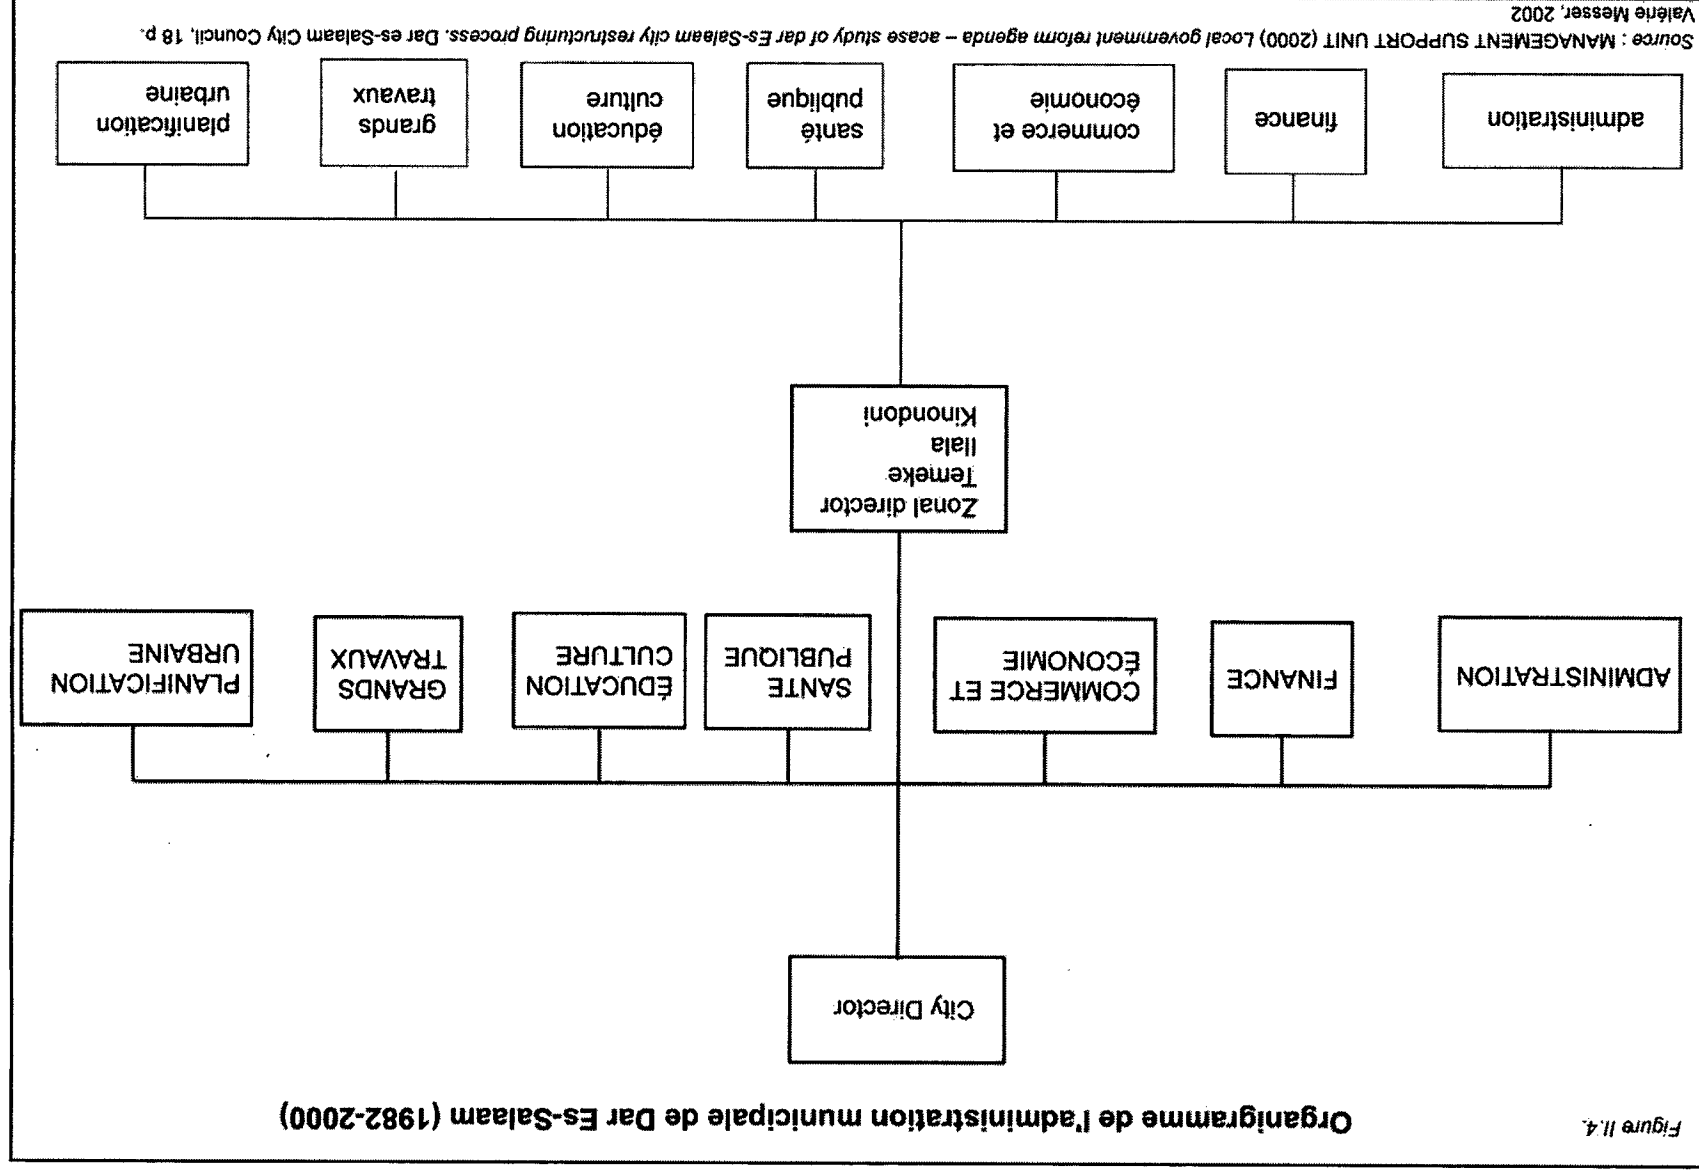 Figure II.4.
Organigramme de l'administration municipale de Dar Es-Salaam (1982-2000)
City Director
ADMINISTRATION
FINANCE
COMMERCE ET
ÉCONOMIE
SANTE
PUBLIQUE
ÉDUCATION
CULTURE
GRANDS
TRAVAUX
PLANIFICATION
URBAINE
Zonal director
Temeke
Ilala
Kinondoni
administration
finance
commerce et
économie
santé
publique
éducation
culture
grands
travaux
planification
urbaine
Source : MANAGEMENT SUPPORT UNIT (2000) Local government reform agenda – acase study of dar Es-Salaam city restructuring process. Dar es-Salaam City Council, 18 p.
Valérie Messer, 2002